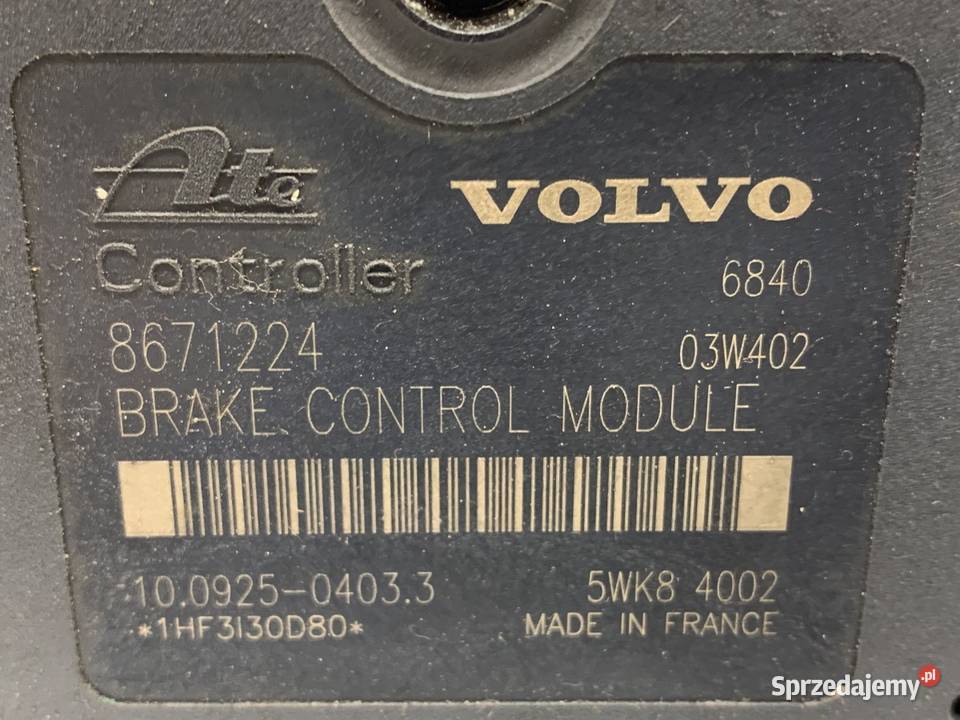 Ate
VOLVO
Controller
6840
8671224
03W402
BRAKE CONTROL MODULE
10.0925-0403.3
5WK8 4002
*1HF3I30D80*
MADE IN FRANCE
Sprzedajemy.pl